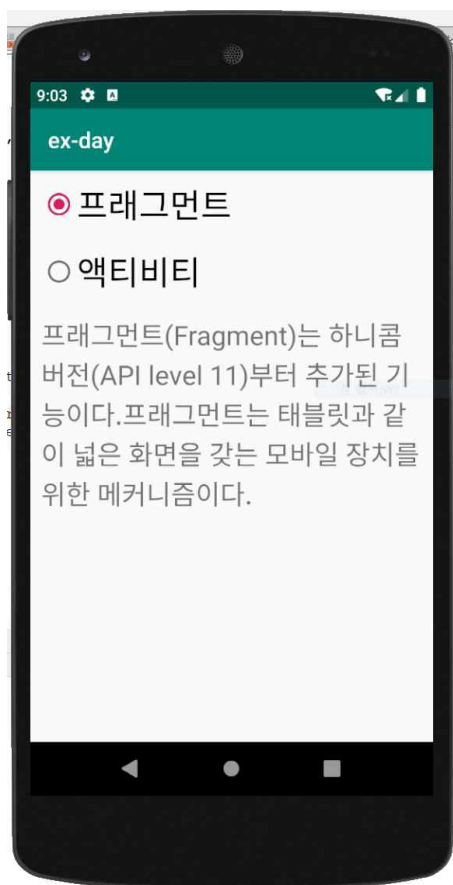 9:03
ex-day
프래그먼트
액티비티
프래그먼트(Fragment)는 하니콤
버전(API level 11)부터 추가된 기
능이다.프래그먼트는 태블릿과 같
이 넓은 화면을 갖는 모바일 장치를
위한 메커니즘이다.